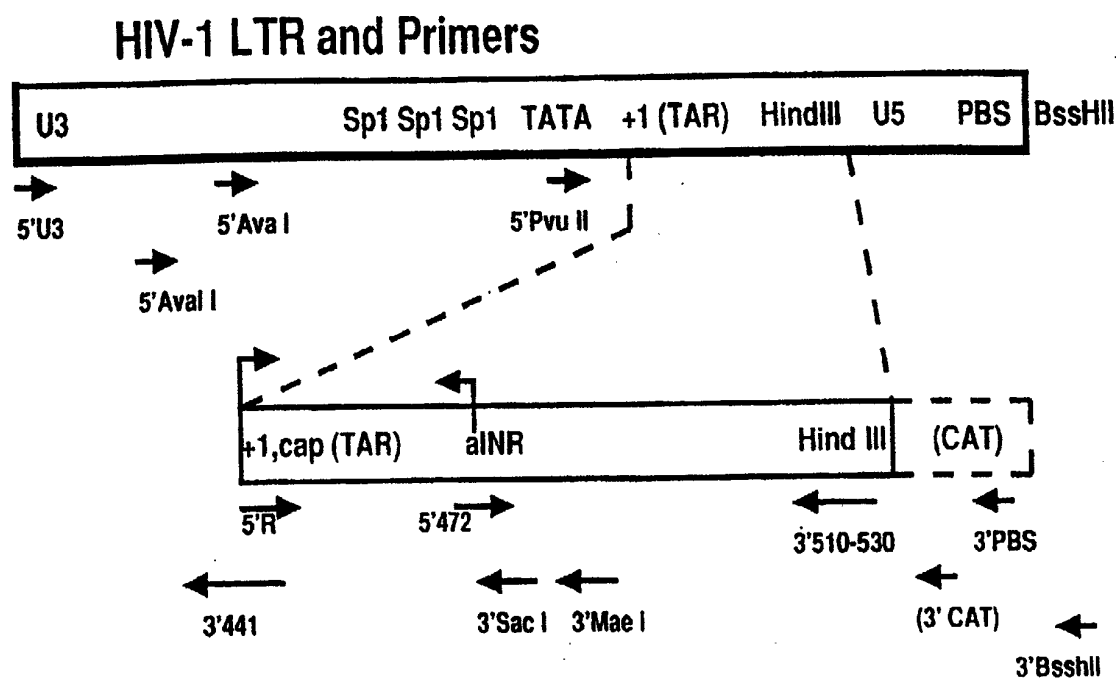 HIV-1 LTR and Primers
U3 Sp1 Sp1 Sp1 TATA +1 (TAR) HindIII U5 PBS BssHII
5'U3 5'Ava I 5'Pvu II
5'Aval I
+1,cap (TAR) aINR Hind III (CAT)
5'R 5'472 3'510-530 3'PBS
3'441 3'Sac I 3'Mae I (3' CAT)
3'BsshII